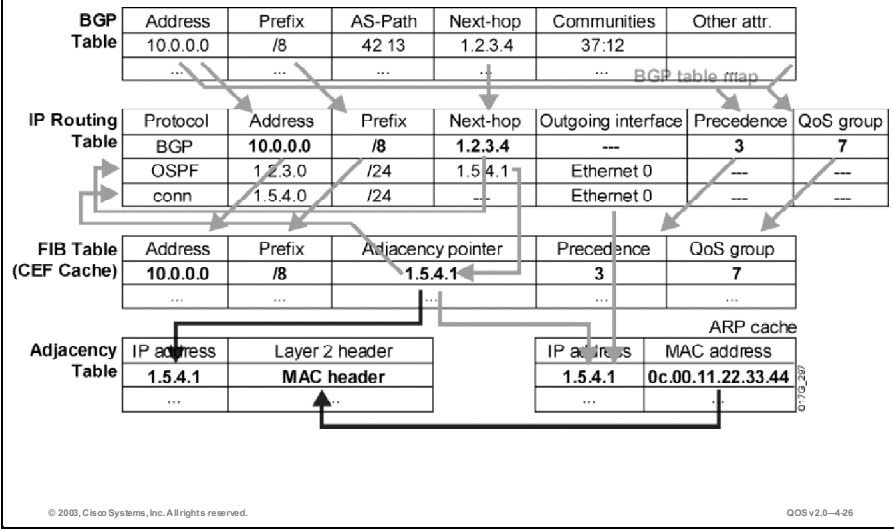 BGP Table
Address Prefix AS-Path Next-hop Communities Other attr.
10.0.0.0 /8 42 13 1.2.3.4 37:12
... ... ... ... ...
BGP table map
IP Routing Table
Protocol Address Prefix Next-hop Outgoing interface Precedence QoS group
BGP 10.0.0.0 /8 1.2.3.4 --- 3 7
OSPF 1.2.3.0 /24 1.5.4.1 Ethernet 0 --- ---
conn 1.5.4.0 /24 --- Ethernet 0 --- ---
FIB Table (CEF Cache)
Address Prefix Adjacency pointer Precedence QoS group
10.0.0.0 /8 1.5.4.1 3 7
... ... ... ... ...
ARP cache
Adjacency Table
IP address Layer 2 header IP address MAC address
1.5.4.1 MAC header 1.5.4.1 0c.00.11.22.33.44
... ... ... ...
017G_297
© 2003, Cisco Systems, Inc. All rights reserved. QOS v2.0—4-26